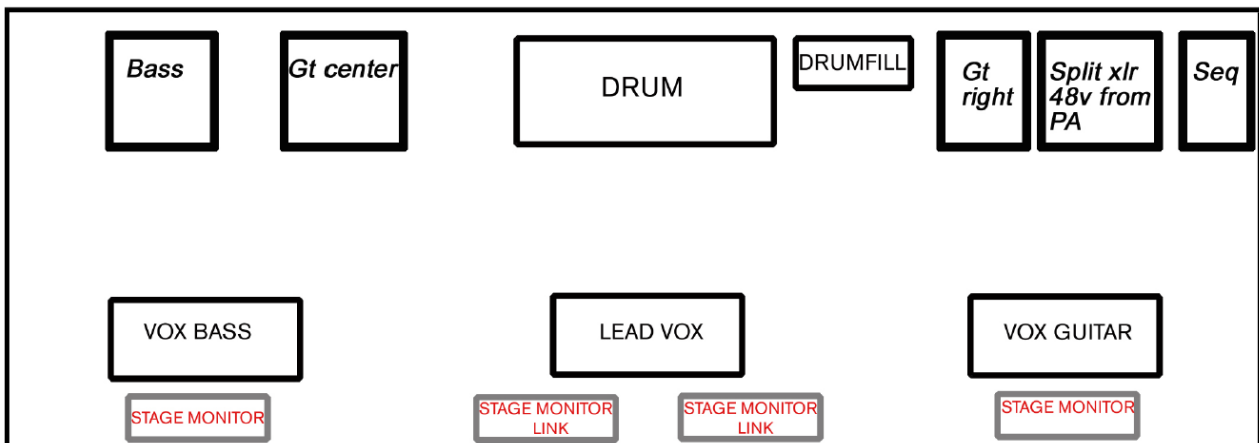 Bass
Gt center
DRUM
DRUMFILL
Gt
right
Split xlr
48v from
PA
Seq
VOX BASS
LEAD VOX
VOX GUITAR
STAGE MONITOR
STAGE MONITOR
LINK
STAGE MONITOR
LINK
STAGE MONITOR